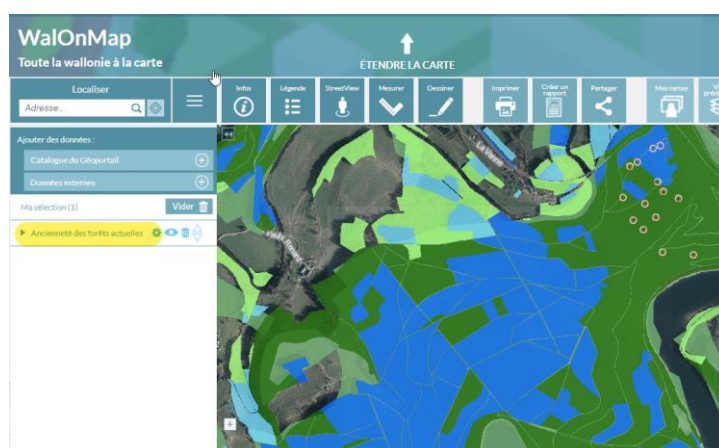 WalOnMap
Toute la wallonie à la carte
ÉTENDRE LA CARTE
Localiser
Adresse...
Infos
Légende
StreetView
Mesurer
Dessiner
Imprimer
Créer un
rapport
Partager
Mes cartes
Ajouter des données :
Catalogue du Géoportail
Données externes
Ma sélection (1)
Vider
Ancienneté des forêts actuelles